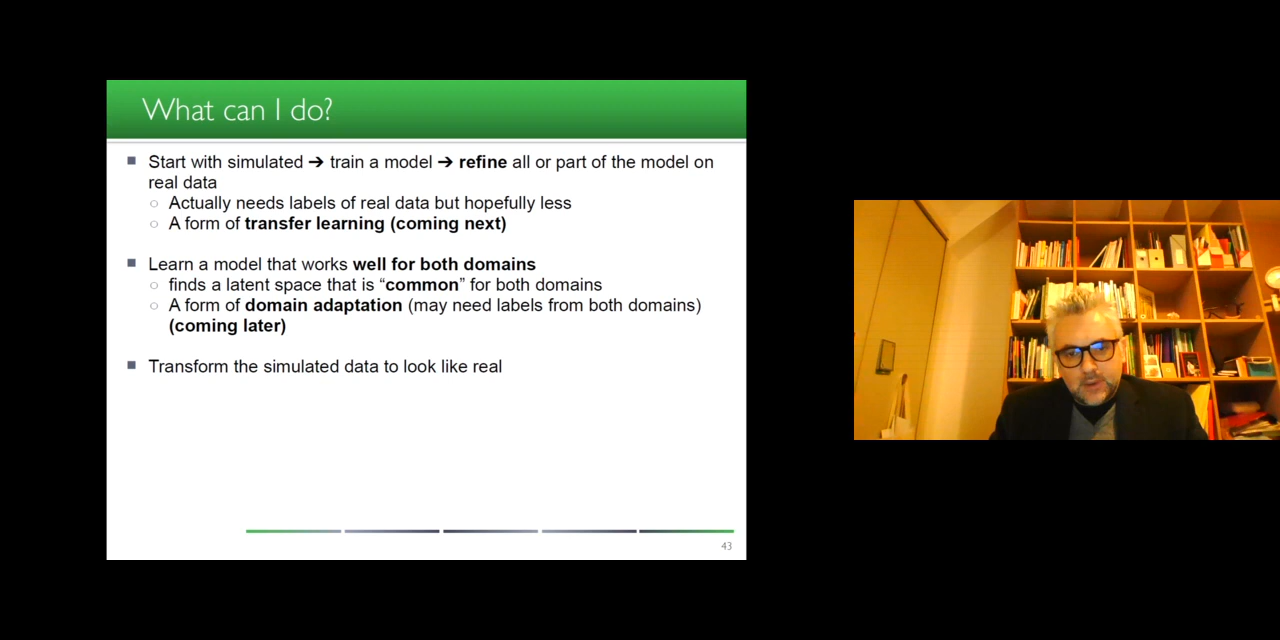 What can I do?
Start with simulated ➔ train a model ➔ refine all or part of the model on
real data
Actually needs labels of real data but hopefully less
A form of transfer learning (coming next)
Learn a model that works well for both domains
finds a latent space that is “common” for both domains
A form of domain adaptation (may need labels from both domains)
(coming later)
Transform the simulated data to look like real
43